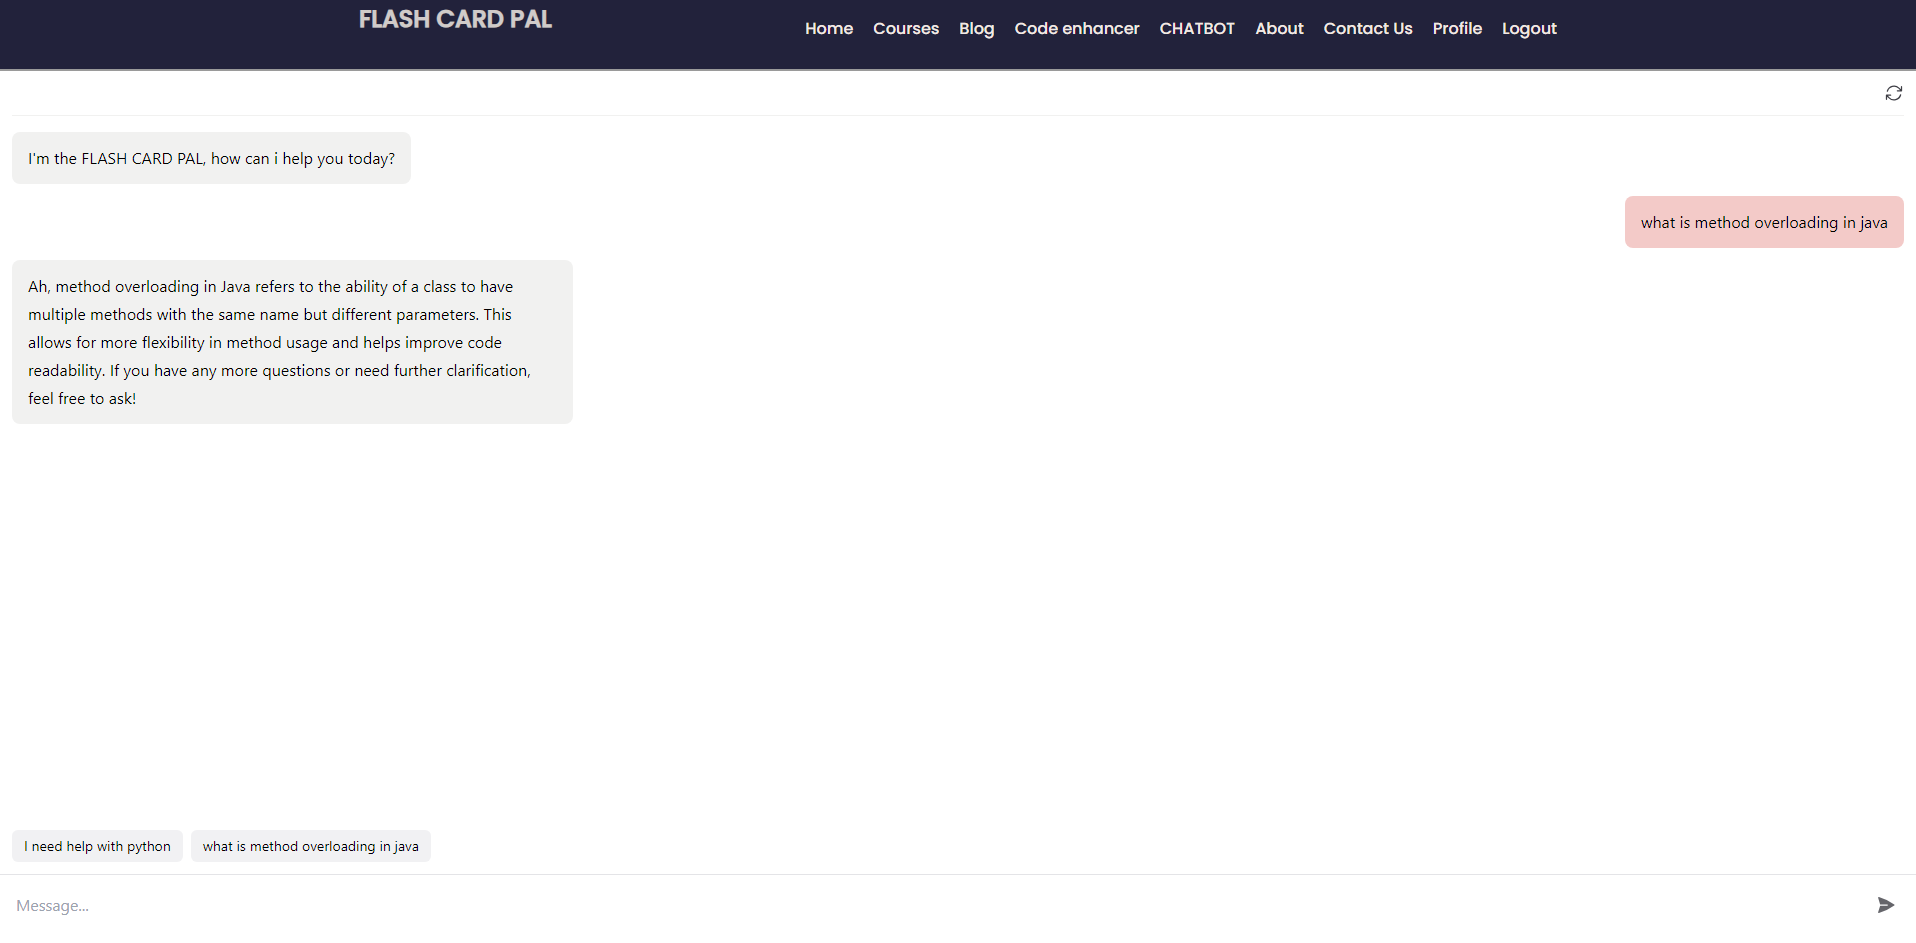 FLASH CARD PAL
Home Courses Blog Code enhancer CHATBOT About Contact Us Profile Logout
I'm the FLASH CARD PAL, how can i help you today?
what is method overloading in java
Ah, method overloading in Java refers to the ability of a class to have
multiple methods with the same name but different parameters. This
allows for more flexibility in method usage and helps improve code
readability. If you have any more questions or need further clarification,
feel free to ask!
I need help with python
what is method overloading in java
Message...